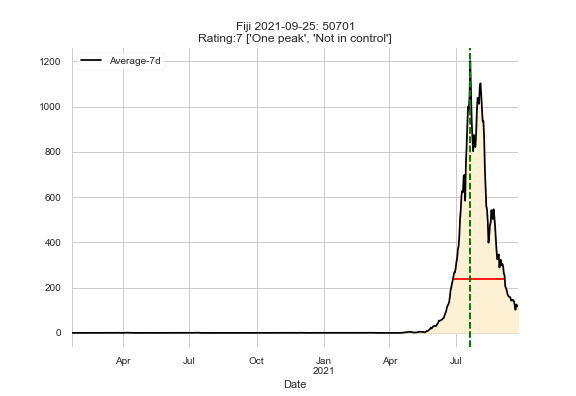 Fiji 2021-09-25: 50701
Rating:7 ['One peak', 'Not in control']
Average-7d
1200
1000
800
600
400
200
0
Apr
Jul
Oct
Jan
2021
Apr
Jul
Date